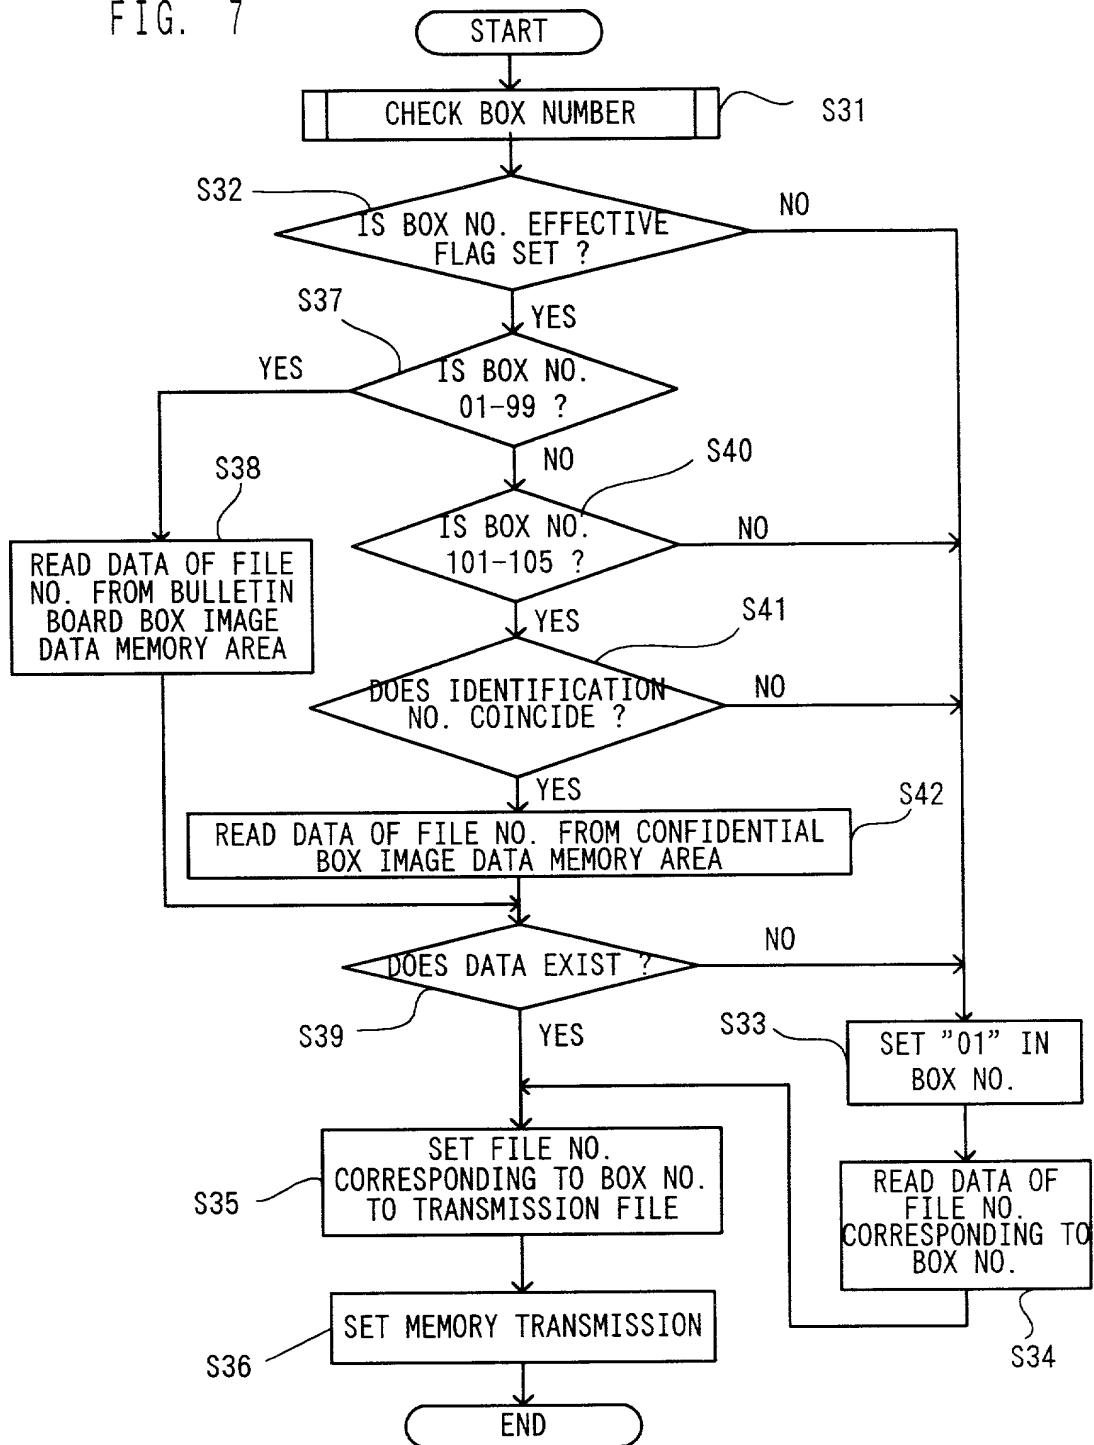 FIG. 7
START
CHECK BOX NUMBER
S31
S32
IS BOX NO. EFFECTIVE
FLAG SET ?
NO
YES
S37
IS BOX NO.
01-99 ?
YES
NO
S38
READ DATA OF FILE
NO. FROM BULLETIN
BOARD BOX IMAGE
DATA MEMORY AREA
S40
IS BOX NO.
101-105 ?
NO
YES
S41
DOES IDENTIFICATION
NO. COINCIDE ?
NO
YES
S42
READ DATA OF FILE NO. FROM CONFIDENTIAL
BOX IMAGE DATA MEMORY AREA
DOES DATA EXIST ?
NO
S39
YES
S33
SET "01" IN
BOX NO.
READ DATA OF
FILE NO.
CORRESPONDING TO
BOX NO.
S34
SET FILE NO.
CORRESPONDING TO BOX NO.
TO TRANSMISSION FILE
S35
SET MEMORY TRANSMISSION
S36
END